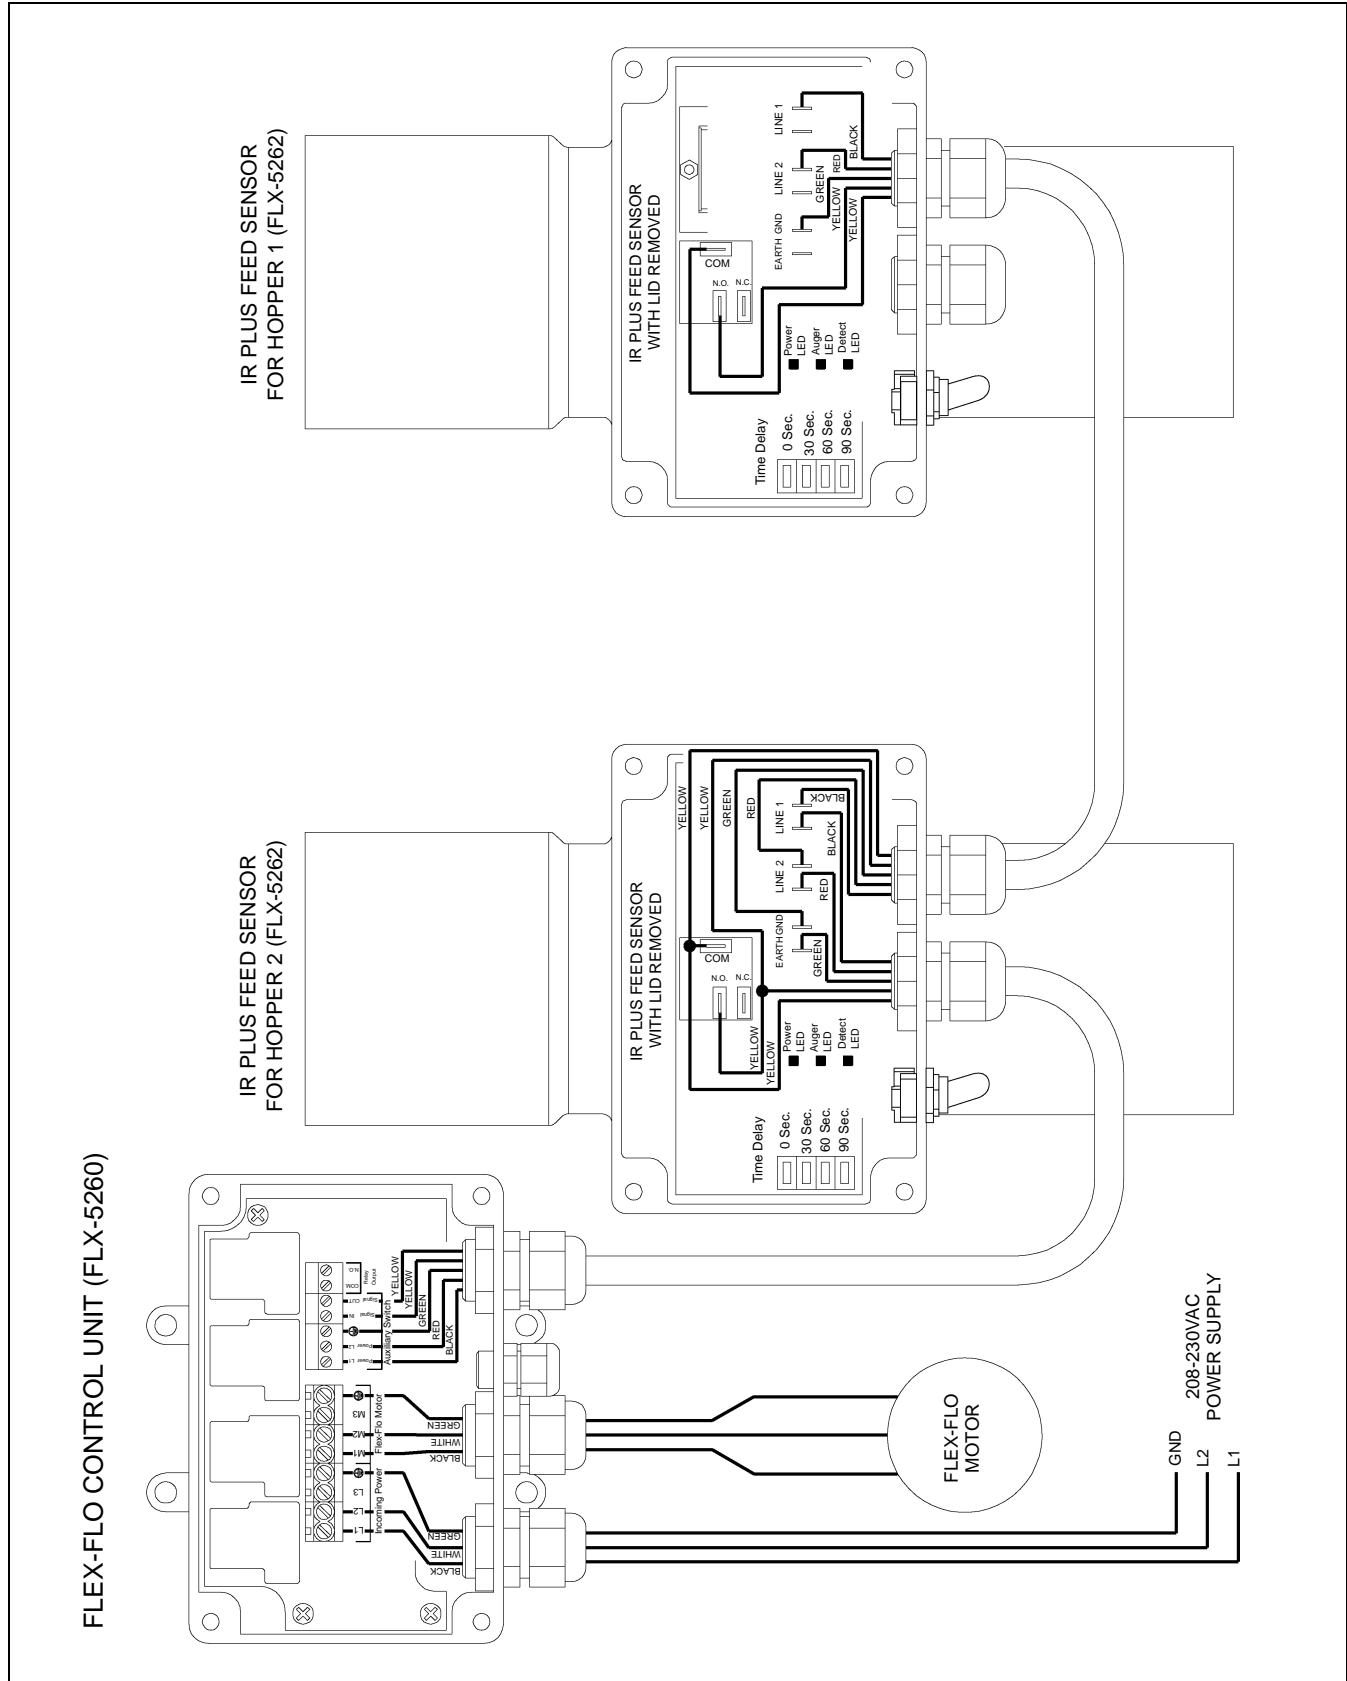 FLEX-FLO CONTROL UNIT (FLX-5260)
Incoming Power
L1
L2
L3
Flex-Flo Motor
M1
M2
M3
Auxiliary Switch
Power L1
Power L2
Signal IN
Signal OUT
Relay
Output
COM
N.O.
BLACK
WHITE
GREEN
BLACK
WHITE
GREEN
BLACK
RED
GREEN
YELLOW
YELLOW
FLEX-FLO
MOTOR
208-230VAC
POWER SUPPLY
GND
L2
L1
IR PLUS FEED SENSOR
FOR HOPPER 2 (FLX-5262)
IR PLUS FEED SENSOR
WITH LID REMOVED
Time Delay
0 Sec.
30 Sec.
60 Sec.
90 Sec.
Power
LED
Auger
LED
Detect
LED
COM
N.O.
N.C.
EARTH GND
LINE 2
LINE 1
YELLOW
YELLOW
GREEN
RED
BLACK
BLACK
RED
GREEN
YELLOW
YELLOW
IR PLUS FEED SENSOR
FOR HOPPER 1 (FLX-5262)
IR PLUS FEED SENSOR
WITH LID REMOVED
Time Delay
0 Sec.
30 Sec.
60 Sec.
90 Sec.
Power
LED
Auger
LED
Detect
LED
COM
N.O.
N.C.
EARTH GND
LINE 2
LINE 1
GREEN
RED
BLACK
YELLOW
YELLOW